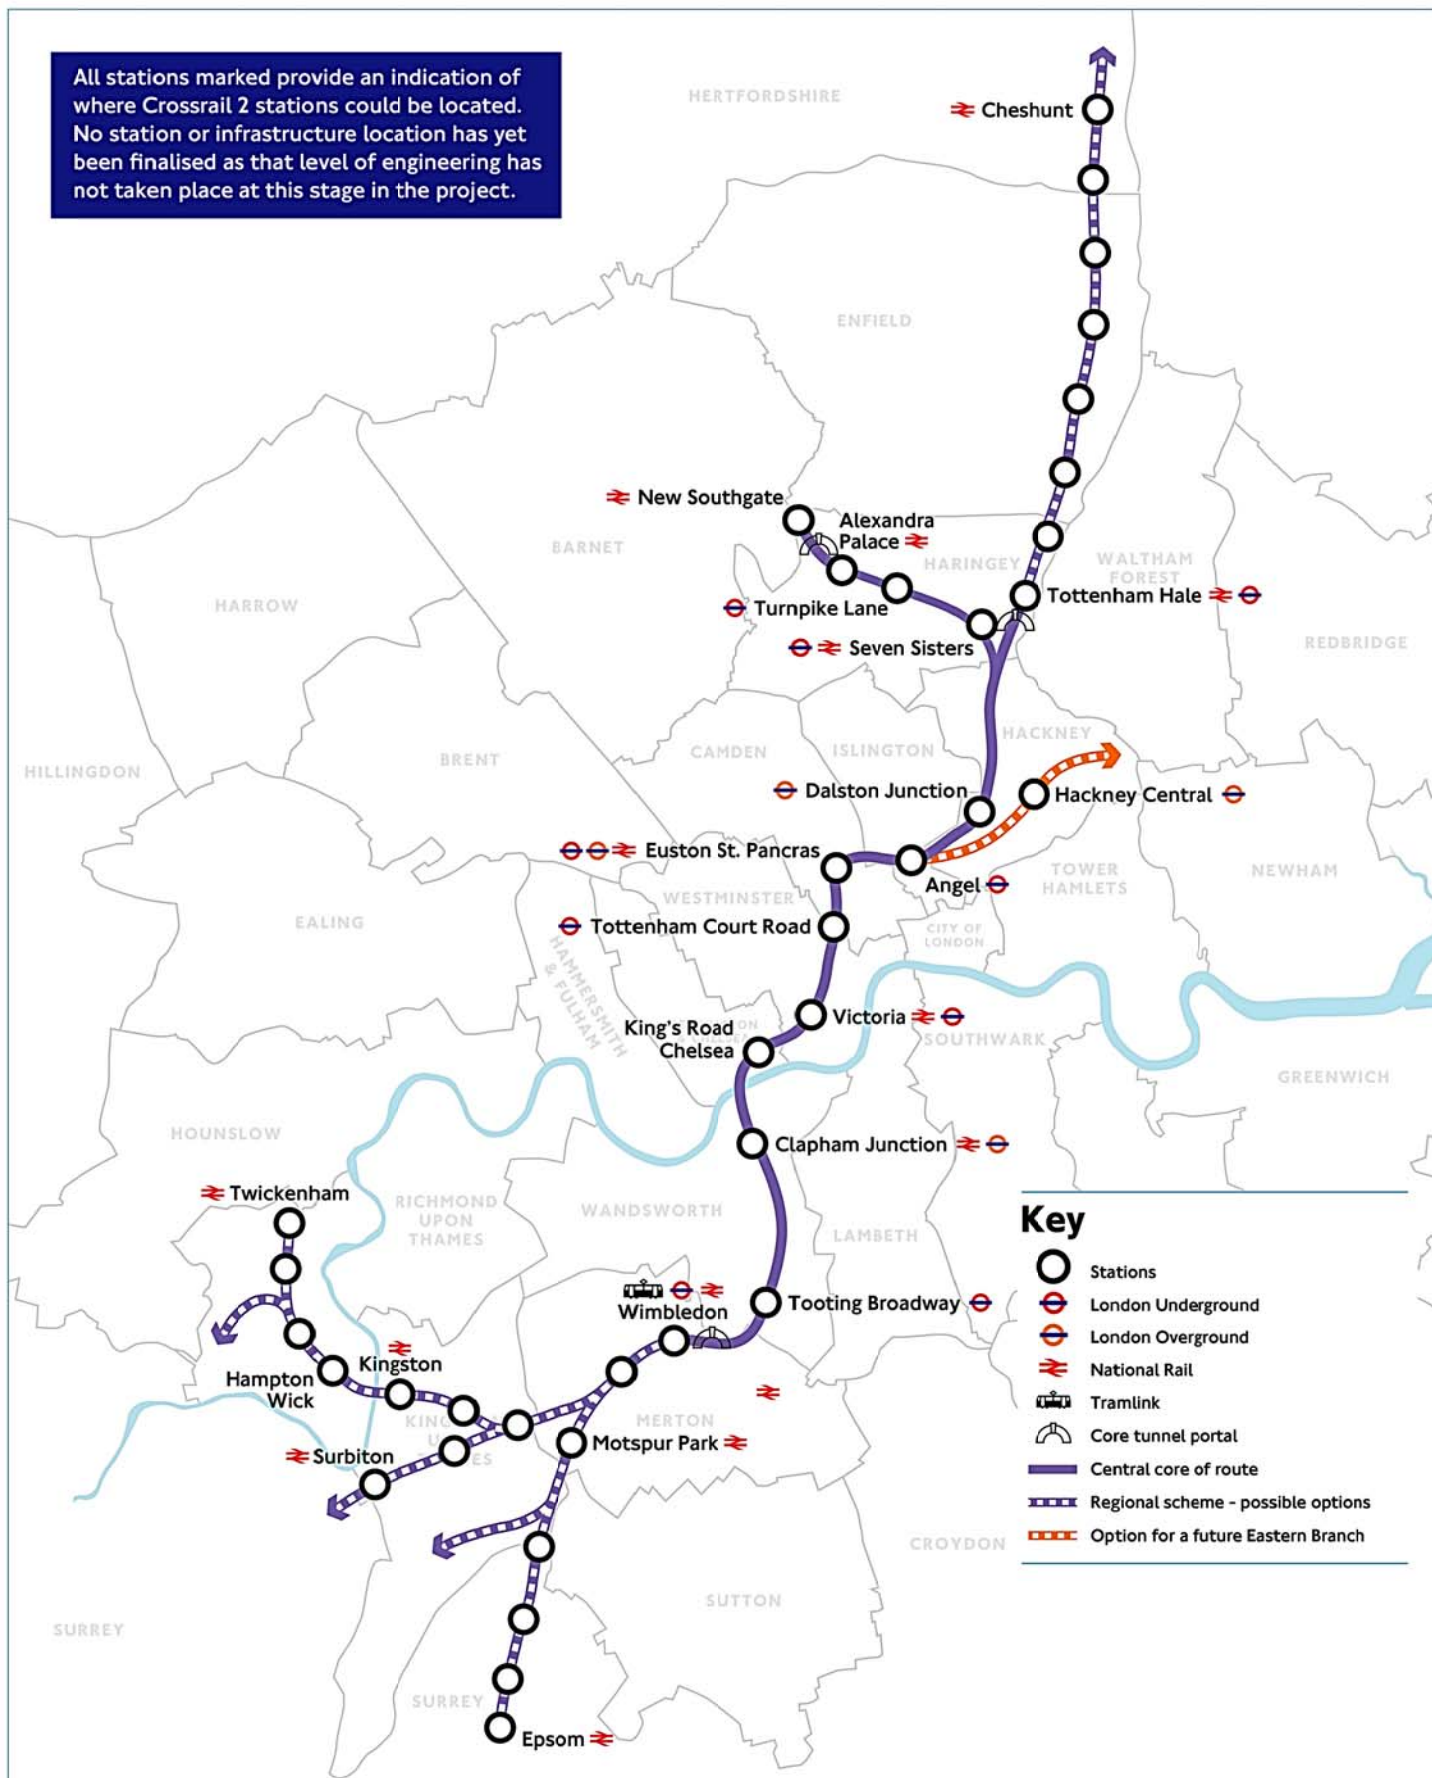 All stations marked provide an indication of
where Crossrail 2 stations could be located.
No station or infrastructure location has yet
been finalised as that level of engineering has
not taken place at this stage in the project.
HERTFORDSHIRE
Cheshunt
ENFIELD
New Southgate
Alexandra
Palace
BARNET
HARINGEY
WALTHAM
FOREST
HARROW
Turnpike Lane
Tottenham Hale
Seven Sisters
REDBRIDGE
HACKNEY
CAMDEN
ISLINGTON
BRENT
HILLINGDON
Dalston Junction
Hackney Central
Euston St. Pancras
Angel
TOWER
HAMLETS
NEWHAM
WESTMINSTER
EALING
Tottenham Court Road
CITY OF
LONDON
HAMMERSMITH
& FULHAM
Victoria
King's Road
Chelsea
SOUTHWARK
GREENWICH
HOUNSLOW
Clapham Junction
Twickenham
RICHMOND
UPON
THAMES
WANDSWORTH
LAMBETH
Wimbledon
Tooting Broadway
Kingston
Hampton
Wick
MERTON
Motspur Park
Surbiton
CROYDON
SUTTON
SURREY
SURREY
Epsom
Key
Stations
London Underground
London Overground
National Rail
Tramlink
Core tunnel portal
Central core of route
Regional scheme - possible options
Option for a future Eastern Branch